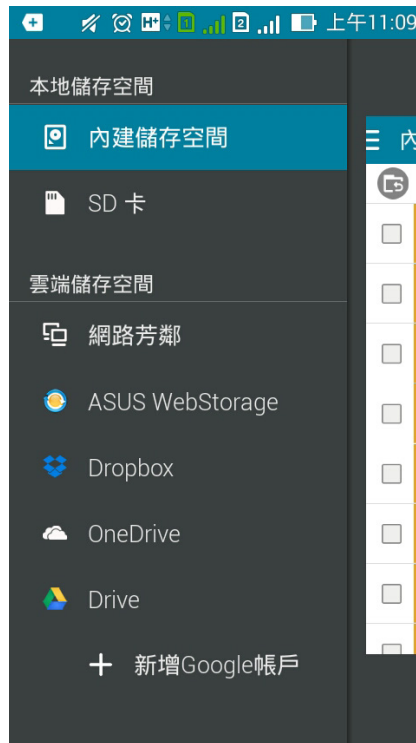 H+ 1 2 上午11:09
本地儲存空間
內建儲存空間
SD 卡
雲端儲存空間
網路芳鄰
ASUS WebStorage
Dropbox
OneDrive
Drive
新增Google帳戶
內